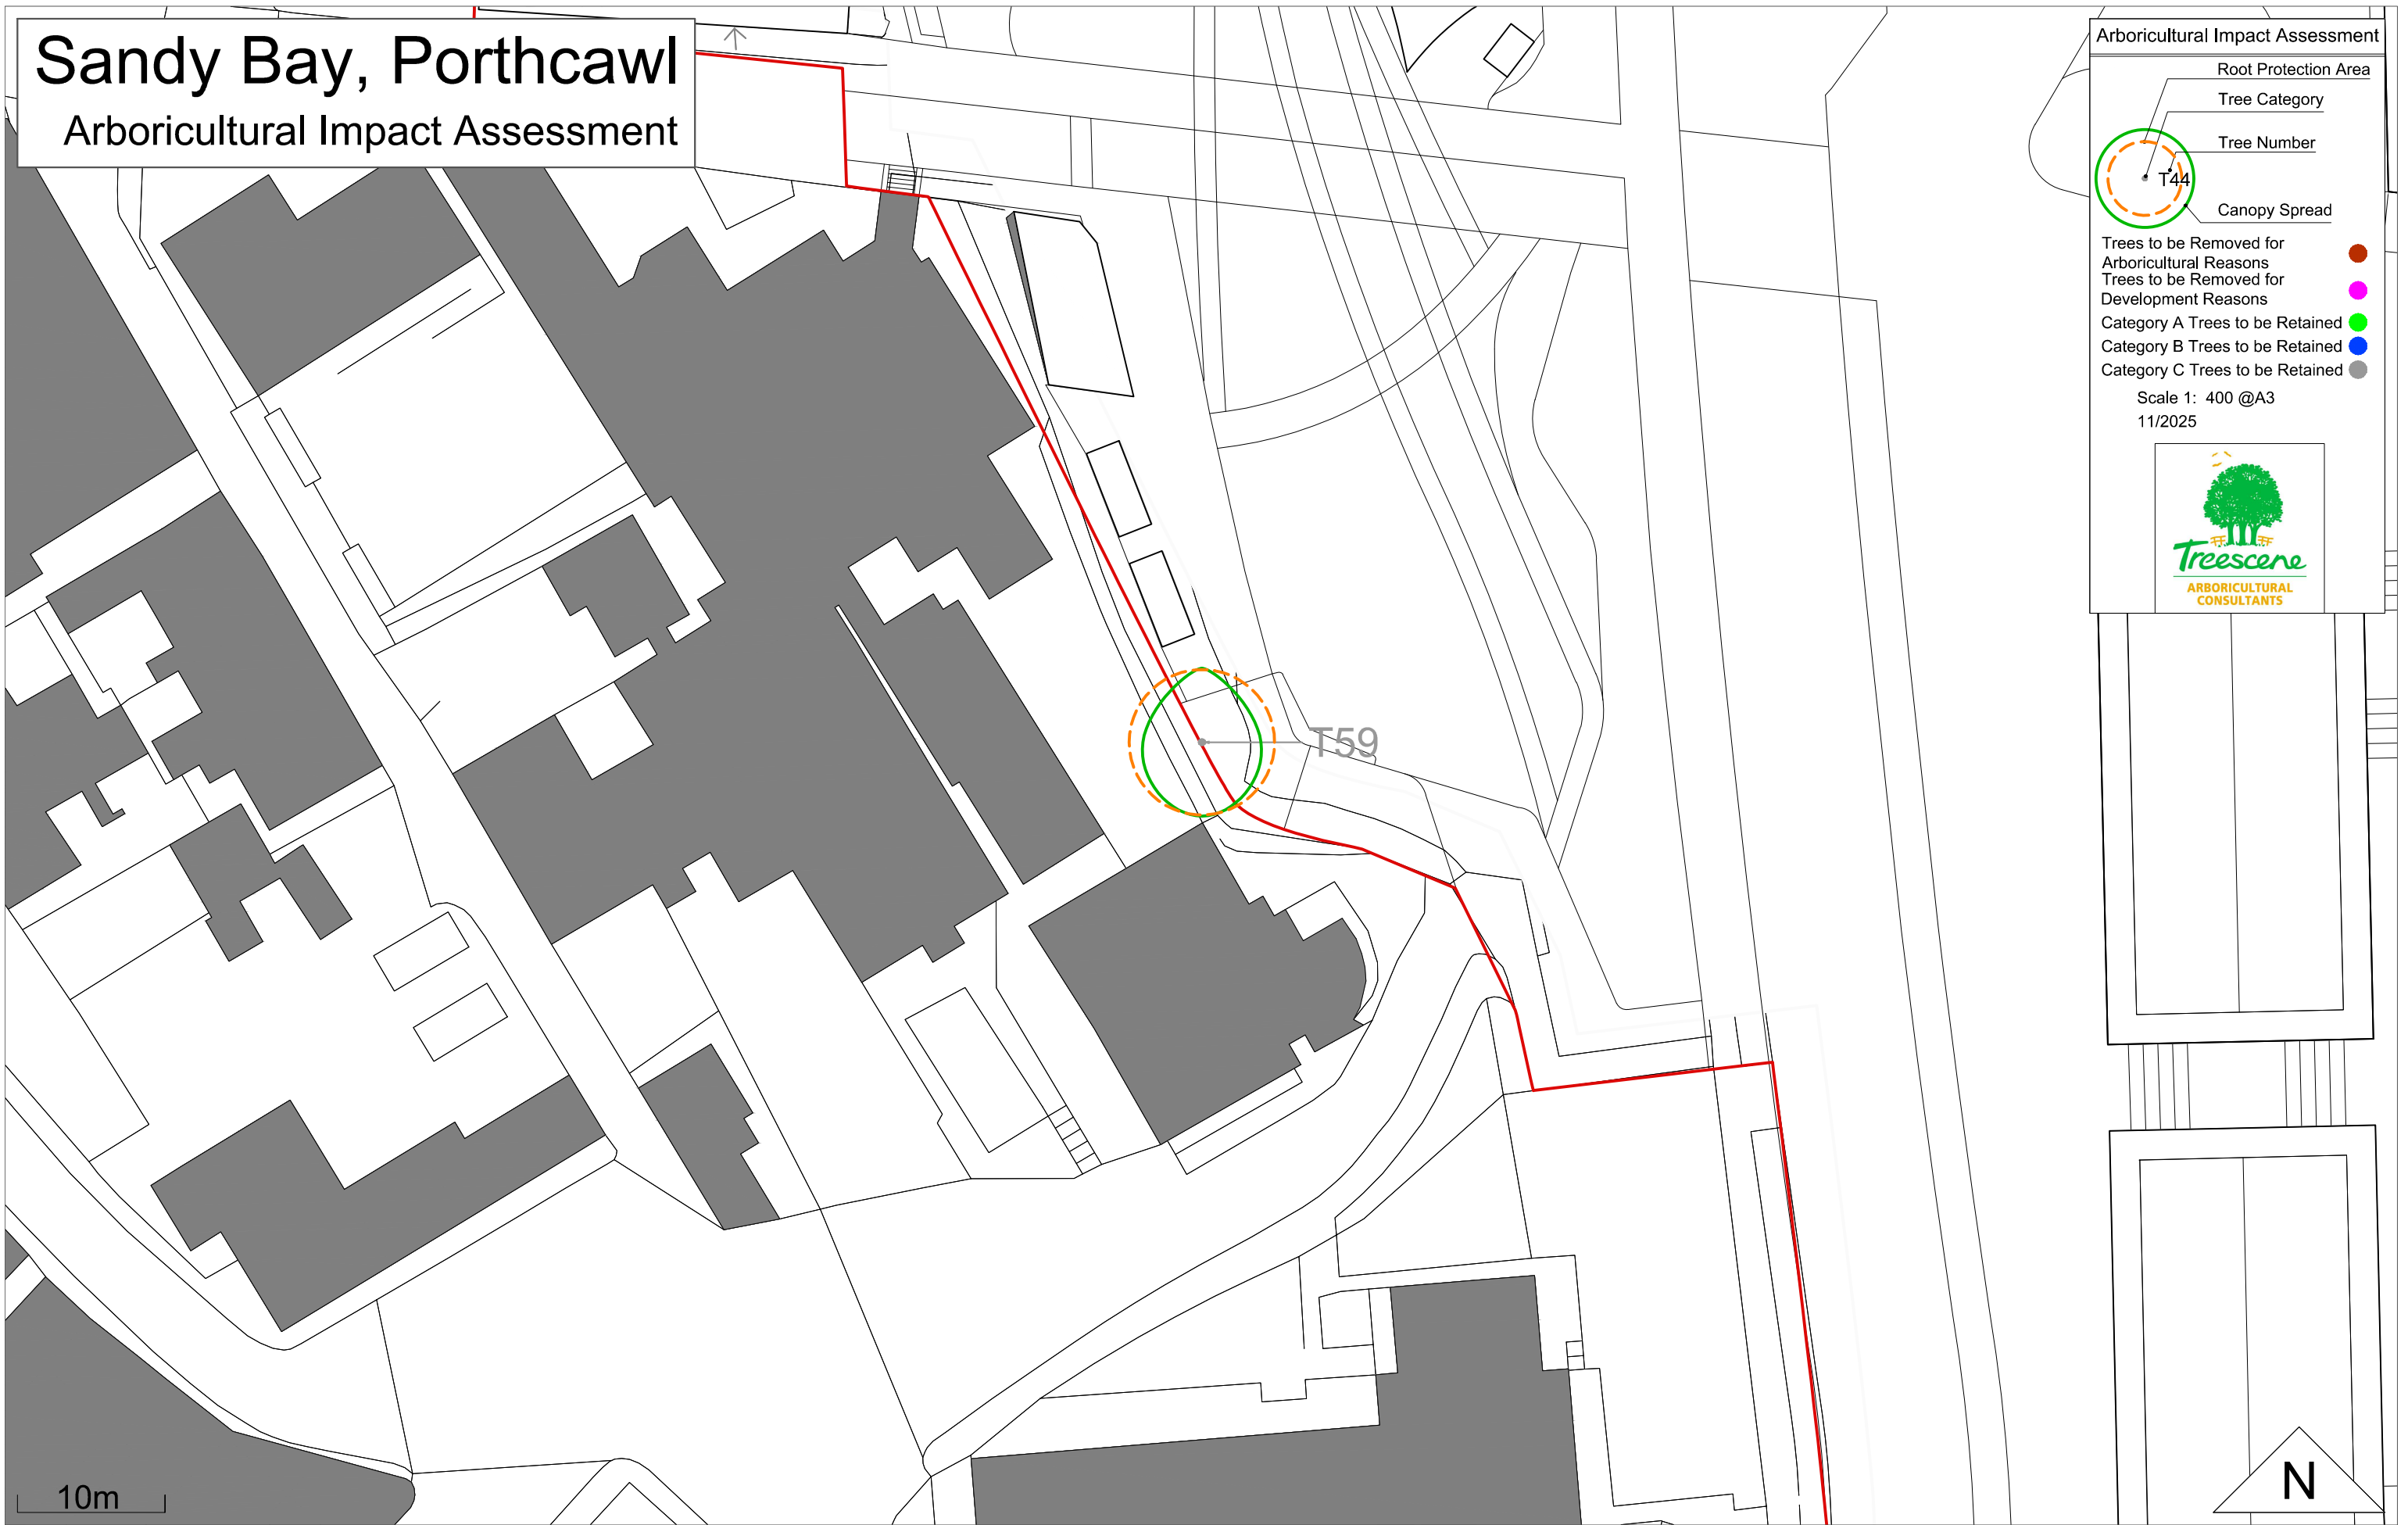 Sandy Bay, Porthcawl
Arboricultural Impact Assessment
Arboricultural Impact Assessment
Root Protection Area
Tree Category
Tree Number
T44
Canopy Spread
Trees to be Removed for
Arboricultural Reasons
Trees to be Removed for
Development Reasons
Category A Trees to be Retained
Category B Trees to be Retained
Category C Trees to be Retained
Scale 1: 400 @A3
11/2025
Treescene
ARBORICULTURAL
CONSULTANTS
T59
10m
N